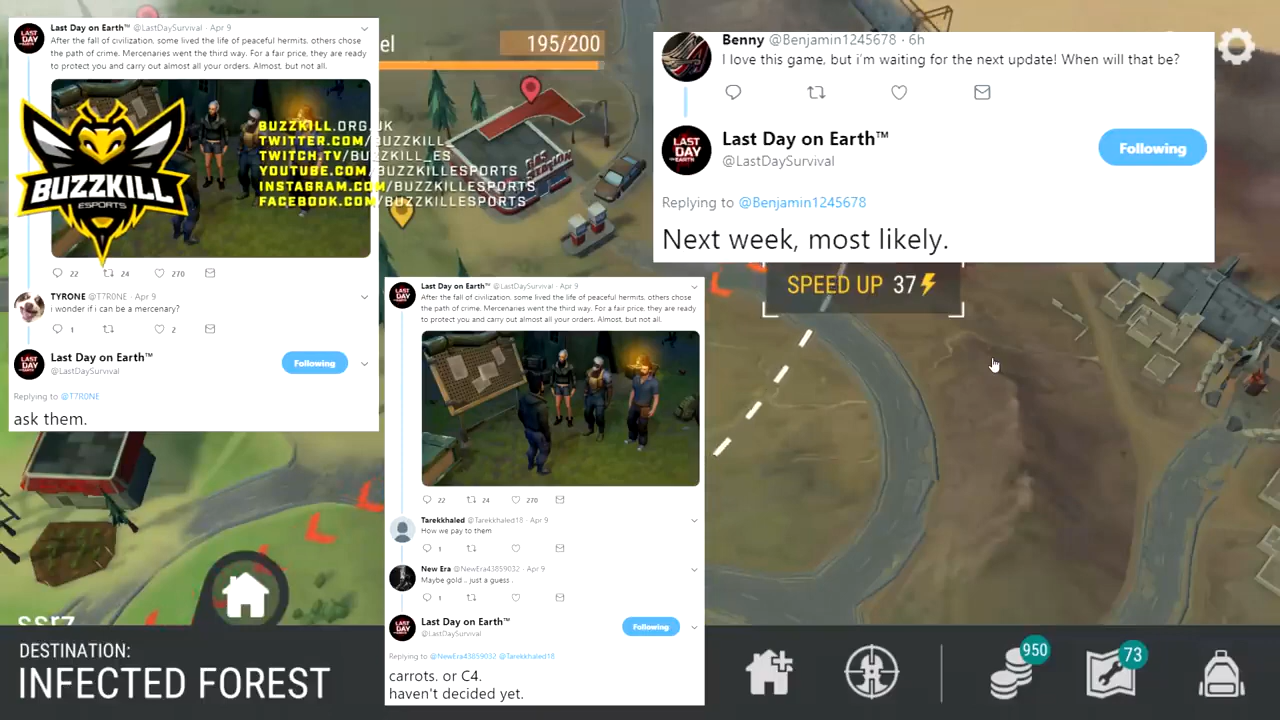 Last Day on Earth™ @LastDaySurvival · Apr 9
After the fall of civilization, some lived the life of peaceful hermits, others chose
the path of crime. Mercenaries went the third way. For a fair price, they are ready
to protect you and carry out almost all your orders. Almost, but not all.
BUZZKILL
ESPORTS
BUZZKILL.ORG.UK
TWITTER.COM/BUZZKILL_
TWITCH.TV/BUZZKILL_ES
YOUTUBE.COM/BUZZKILLESPORTS
INSTAGRAM.COM/BUZZKILLESPORTS
FACEBOOK.COM/BUZZKILLESPORTS
22 24 270
TYRONE @T7R0NE · Apr 9
i wonder if i can be a mercenary?
1 2
Last Day on Earth™
@LastDaySurvival
Following
Replying to @T7R0NE
ask them.
195/200
Benny @Benjamin1245678 · 6h
I love this game, but i'm waiting for the next update! When will that be?
Last Day on Earth™
@LastDaySurvival
Following
Replying to @Benjamin1245678
Next week, most likely.
SPEED UP 37
Last Day on Earth™ @LastDaySurvival · Apr 9
After the fall of civilization, some lived the life of peaceful hermits, others chose
the path of crime. Mercenaries went the third way. For a fair price, they are ready
to protect you and carry out almost all your orders. Almost, but not all.
22 24 270
Tarekkhaled @Tarekkhaled18 · Apr 9
How we pay to them
1
New Era @NewEra43859032 · Apr 9
Maybe gold .. just a guess .
1
Last Day on Earth™
@LastDaySurvival
Following
Replying to @NewEra43859032 @Tarekkhaled18
carrots. or C4.
haven't decided yet.
ssrz
DESTINATION:
INFECTED FOREST
950
73